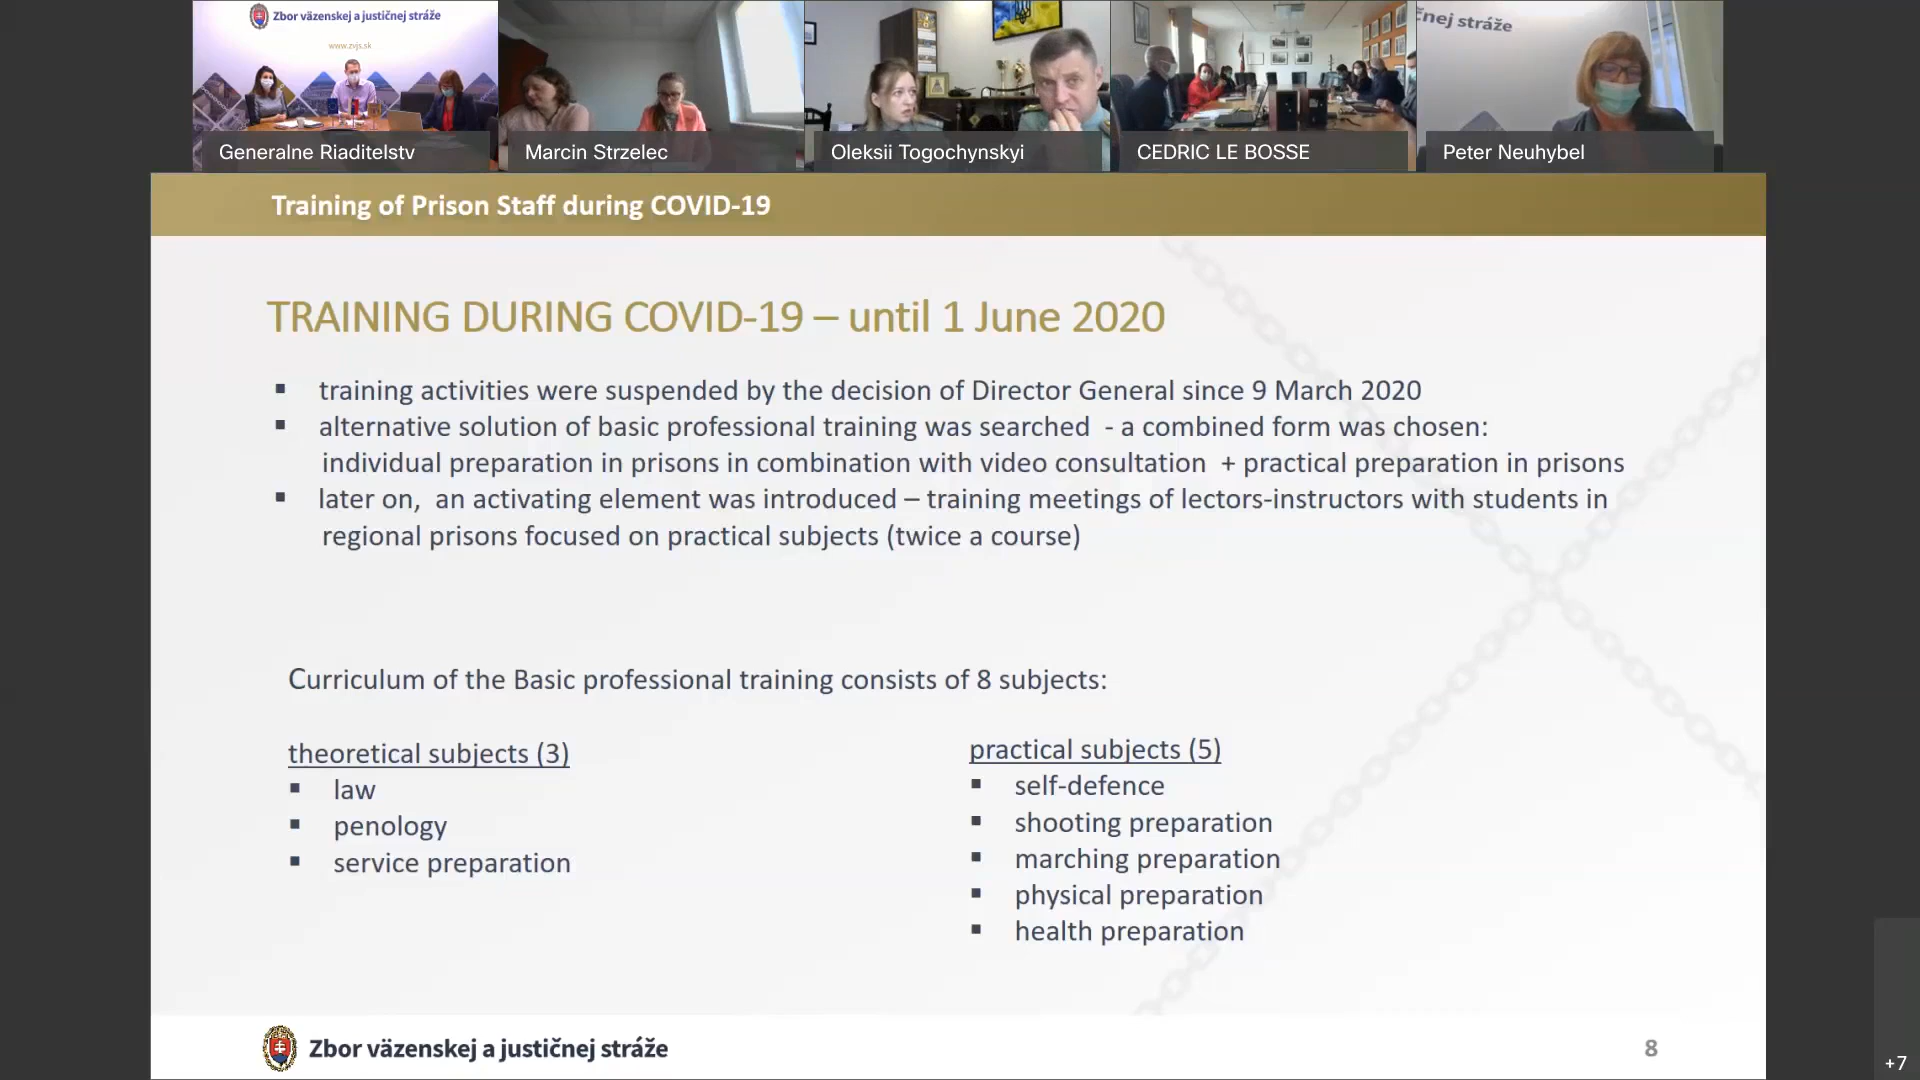 Zbor väzenskej a justičnej stráže
www.zvjs.sk
čnej stráže
Generalne Riaditelstv
Marcin Strzelec
Oleksii Togochynskyi
CEDRIC LE BOSSE
Peter Neuhybel
Training of Prison Staff during COVID-19
TRAINING DURING COVID-19 – until 1 June 2020
▪ training activities were suspended by the decision of Director General since 9 March 2020
▪ alternative solution of basic professional training was searched - a combined form was chosen:
individual preparation in prisons in combination with video consultation + practical preparation in prisons
▪ later on, an activating element was introduced – training meetings of lectors-instructors with students in
regional prisons focused on practical subjects (twice a course)
Curriculum of the Basic professional training consists of 8 subjects:
theoretical subjects (3)
▪ law
▪ penology
▪ service preparation
practical subjects (5)
▪ self-defence
▪ shooting preparation
▪ marching preparation
▪ physical preparation
▪ health preparation
Zbor väzenskej a justičnej stráže
8
+7